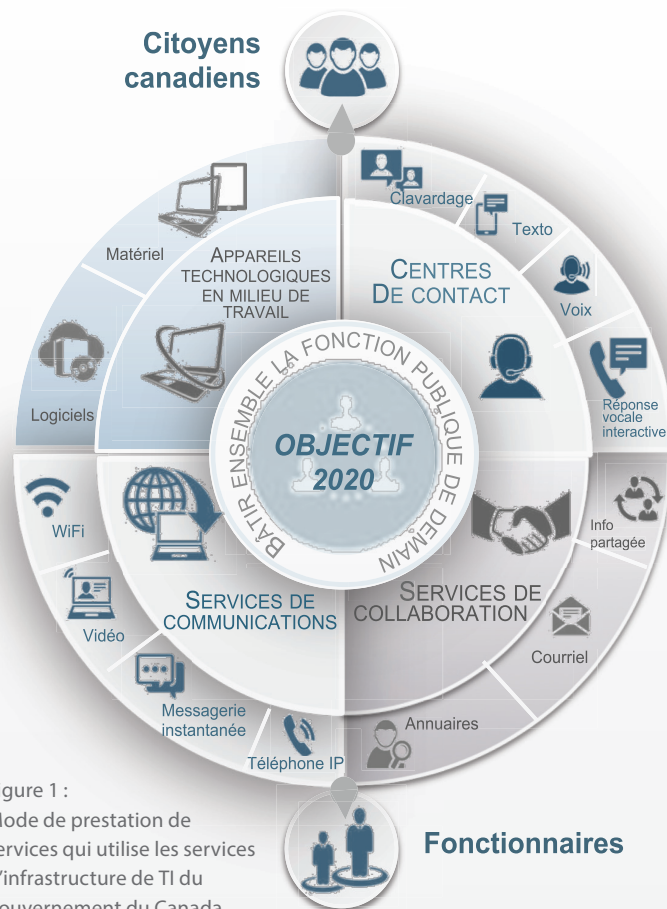 Citoyens
canadiens
Clavardage
Texto
Voix
Réponse
vocale
interactive
CENTRES
DE CONTACT
Matériel
Logiciels
APPAREILS
TECHNOLOGIQUES
EN MILIEU DE
TRAVAIL
BÂTIR ENSEMBLE LA FONCTION PUBLIQUE DE DEMAIN
OBJECTIF
2020
WiFi
Vidéo
Messagerie
instantanée
Téléphone IP
SERVICES DE
COMMUNICATIONS
SERVICES DE
COLLABORATION
Info
partagée
Courriel
Annuaires
Fonctionnaires
igure 1 :
Mode de prestation de
ervices qui utilise les services
'infrastructure de TI du
ouvernement du Canada